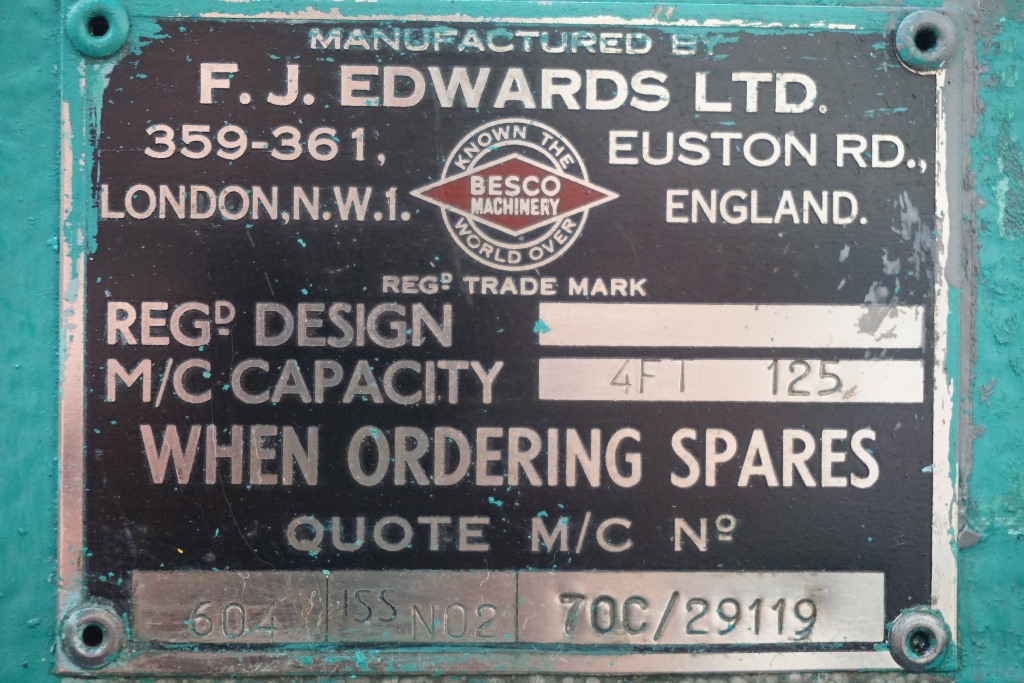 MANUFACTURED BY
F. J. EDWARDS LTD.
359-361, EUSTON RD.,
LONDON, N.W.1. ENGLAND.
KNOWN THE
BESCO
MACHINERY
WORLD OVER
REGᴰ TRADE MARK
REGᴰ DESIGN
M/C CAPACITY 4FT 125
WHEN ORDERING SPARES
QUOTE M/C Nº
604 ISS NO2 70C/29119